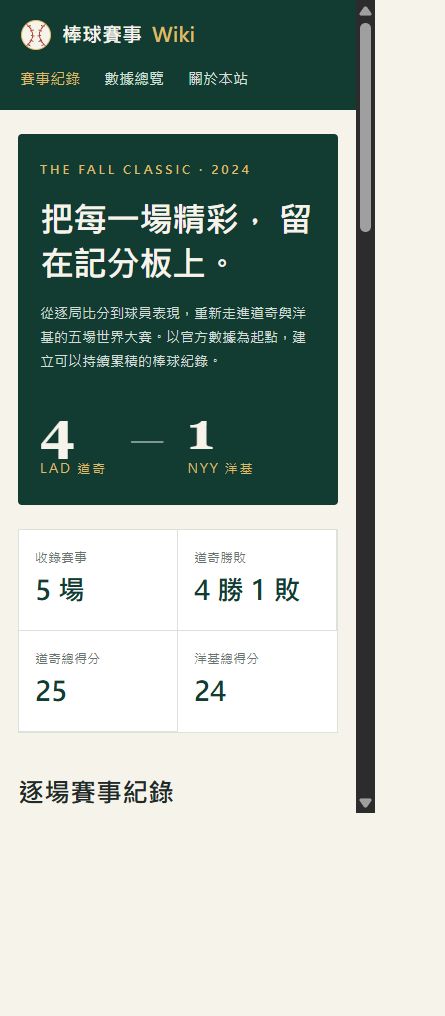 棒球賽事 Wiki
賽事紀錄 數據總覽 關於本站
THE FALL CLASSIC · 2024
把每一場精彩，留
在記分板上。
從逐局比分到球員表現，重新走進道奇與洋
基的五場世界大賽。以官方數據為起點，建
立可以持續累積的棒球紀錄。
4 — 1
LAD 道奇 NYY 洋基
收錄賽事 道奇勝敗
5 場 4 勝 1 敗
道奇總得分 洋基總得分
25 24
逐場賽事紀錄